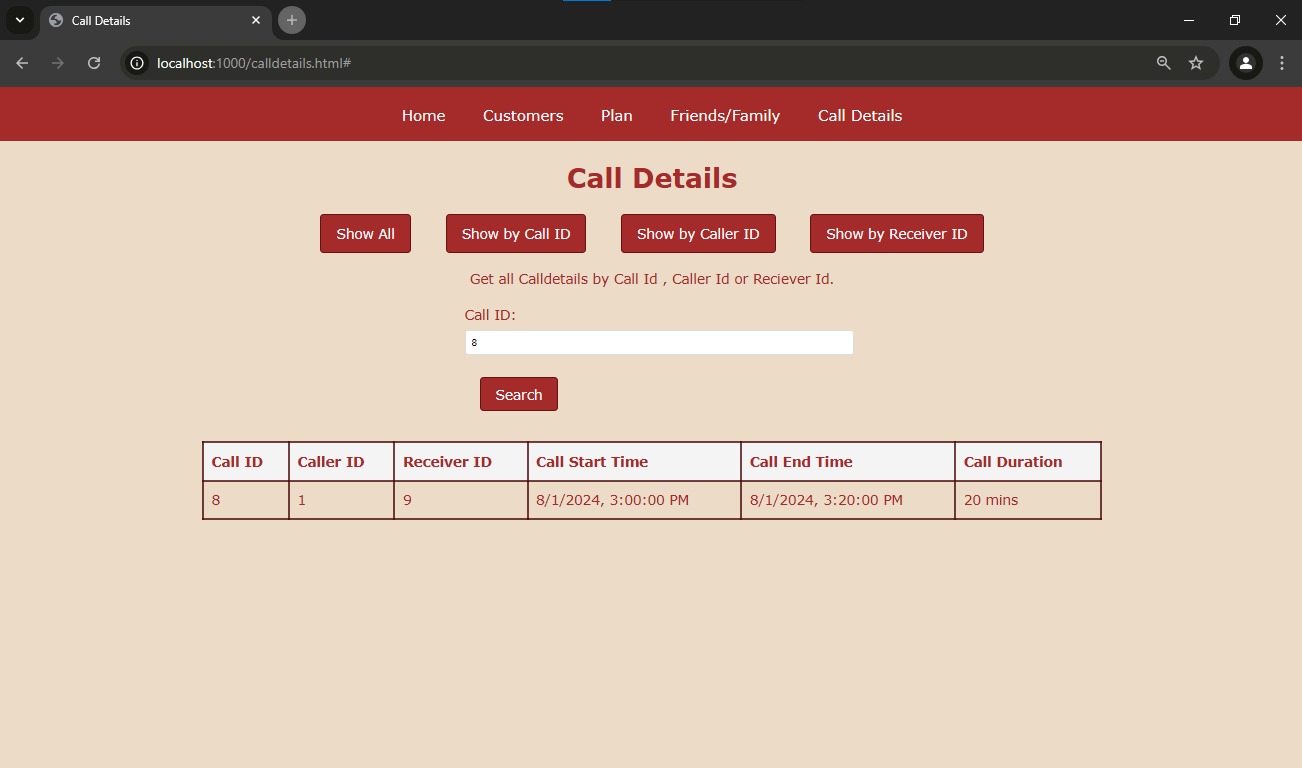 Call Details
localhost:1000/calldetails.html#
Home Customers Plan Friends/Family Call Details
Call Details
Show All Show by Call ID Show by Caller ID Show by Receiver ID
Get all Calldetails by Call Id , Caller Id or Reciever Id.
Call ID:
8
Search
Call ID Caller ID Receiver ID Call Start Time Call End Time Call Duration
8 1 9 8/1/2024, 3:00:00 PM 8/1/2024, 3:20:00 PM 20 mins